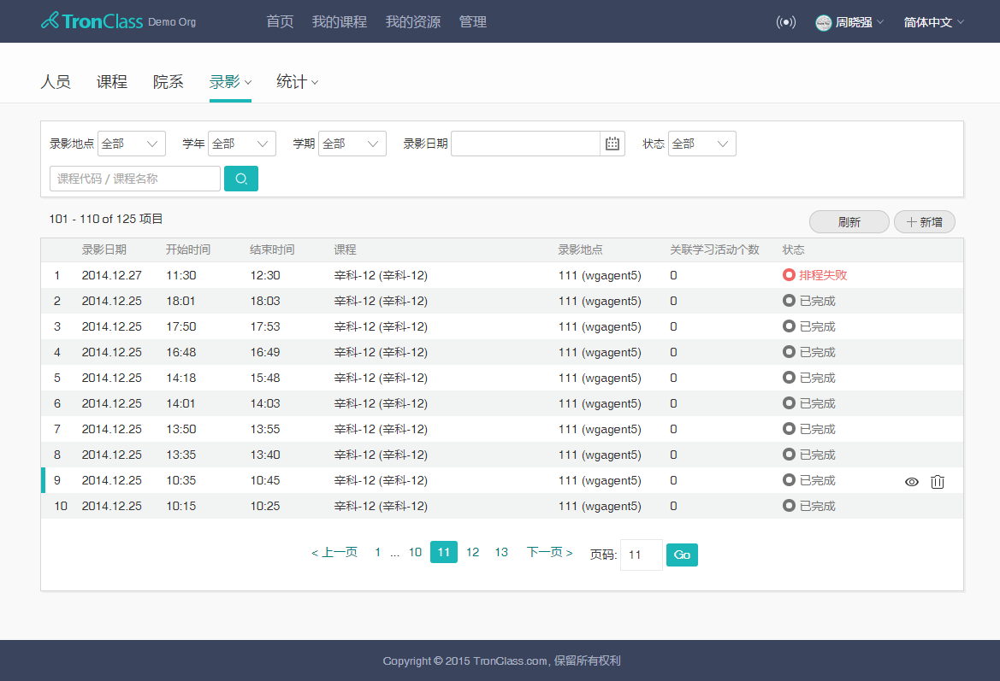 TronClass Demo Org 首页 我的课程 我的资源 管理 周晓强 简体中文
人员 课程 院系 录影 统计
录影地点 全部 学年 全部 学期 全部 录影日期 状态 全部
课程代码 / 课程名称
101 - 110 of 125 项目 刷新 新增
录影日期 开始时间 结束时间 课程 录影地点 关联学习活动个数 状态
1 2014.12.27 11:30 12:30 辛科-12 (辛科-12) 111 (wgagent5) 0 排程失败
2 2014.12.25 18:01 18:03 辛科-12 (辛科-12) 111 (wgagent5) 0 已完成
3 2014.12.25 17:50 17:53 辛科-12 (辛科-12) 111 (wgagent5) 0 已完成
4 2014.12.25 16:48 16:49 辛科-12 (辛科-12) 111 (wgagent5) 0 已完成
5 2014.12.25 14:18 15:48 辛科-12 (辛科-12) 111 (wgagent5) 0 已完成
6 2014.12.25 14:01 14:03 辛科-12 (辛科-12) 111 (wgagent5) 0 已完成
7 2014.12.25 13:50 13:55 辛科-12 (辛科-12) 111 (wgagent5) 0 已完成
8 2014.12.25 13:35 13:40 辛科-12 (辛科-12) 111 (wgagent5) 0 已完成
9 2014.12.25 10:35 10:45 辛科-12 (辛科-12) 111 (wgagent5) 0 已完成
10 2014.12.25 10:15 10:25 辛科-12 (辛科-12) 111 (wgagent5) 0 已完成
< 上一页 1 ... 10 11 12 13 下一页 > 页码: 11 Go
Copyright © 2015 TronClass.com, 保留所有权利